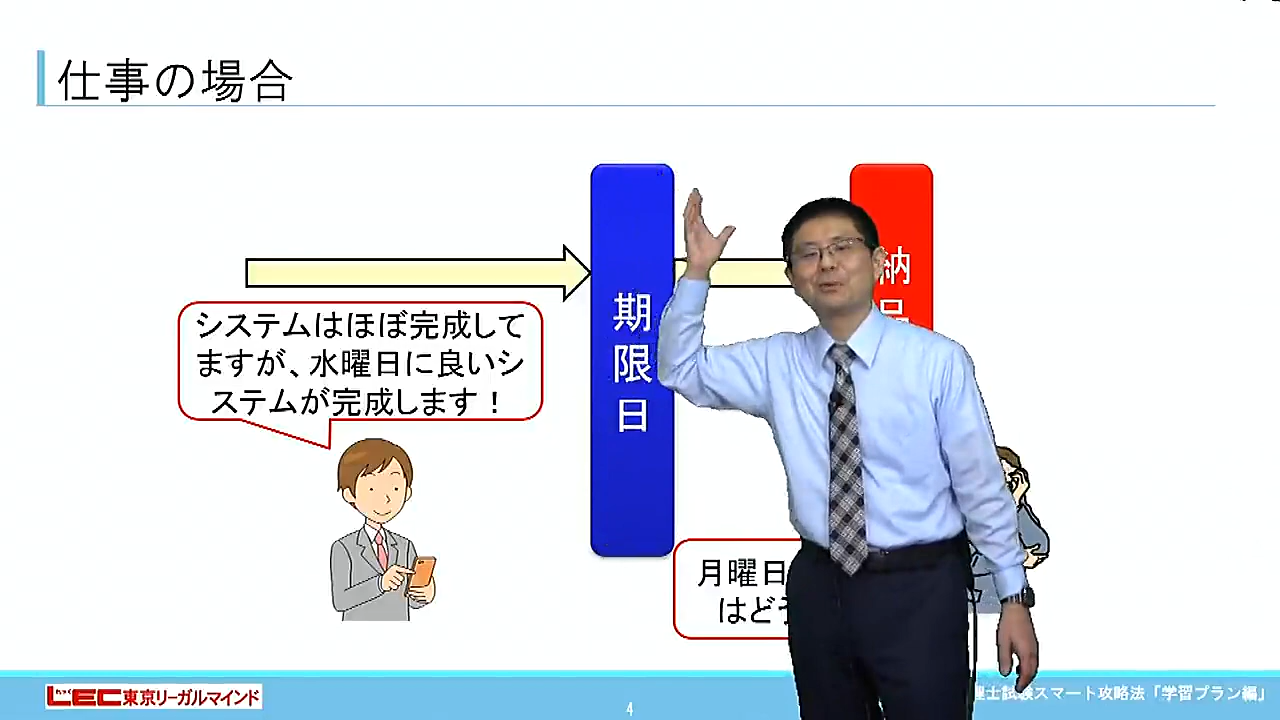 仕事の場合
期限日
納品
システムはほぼ完成して
ますが、水曜日に良いシ
ステムが完成します！
月曜日
はどう
LEC東京リーガルマインド
4
理士試験スマート攻略法「学習プラン編」